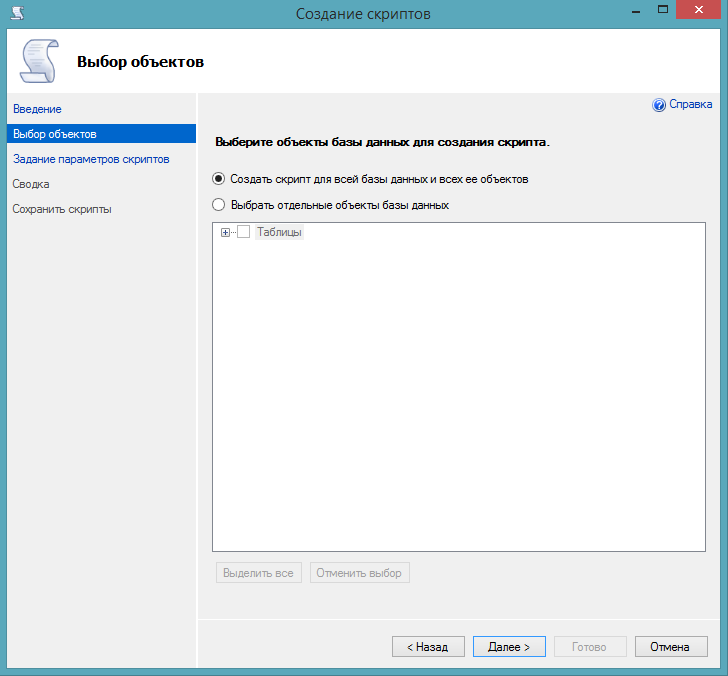 Создание скриптов
Выбор объектов
Введение
Выбор объектов
Задание параметров скриптов
Сводка
Сохранить скрипты
Справка
Выберите объекты базы данных для создания скрипта.
Создать скрипт для всей базы данных и всех ее объектов
Выбрать отдельные объекты базы данных
Таблицы
Выделить все
Отменить выбор
< Назад
Далее >
Готово
Отмена